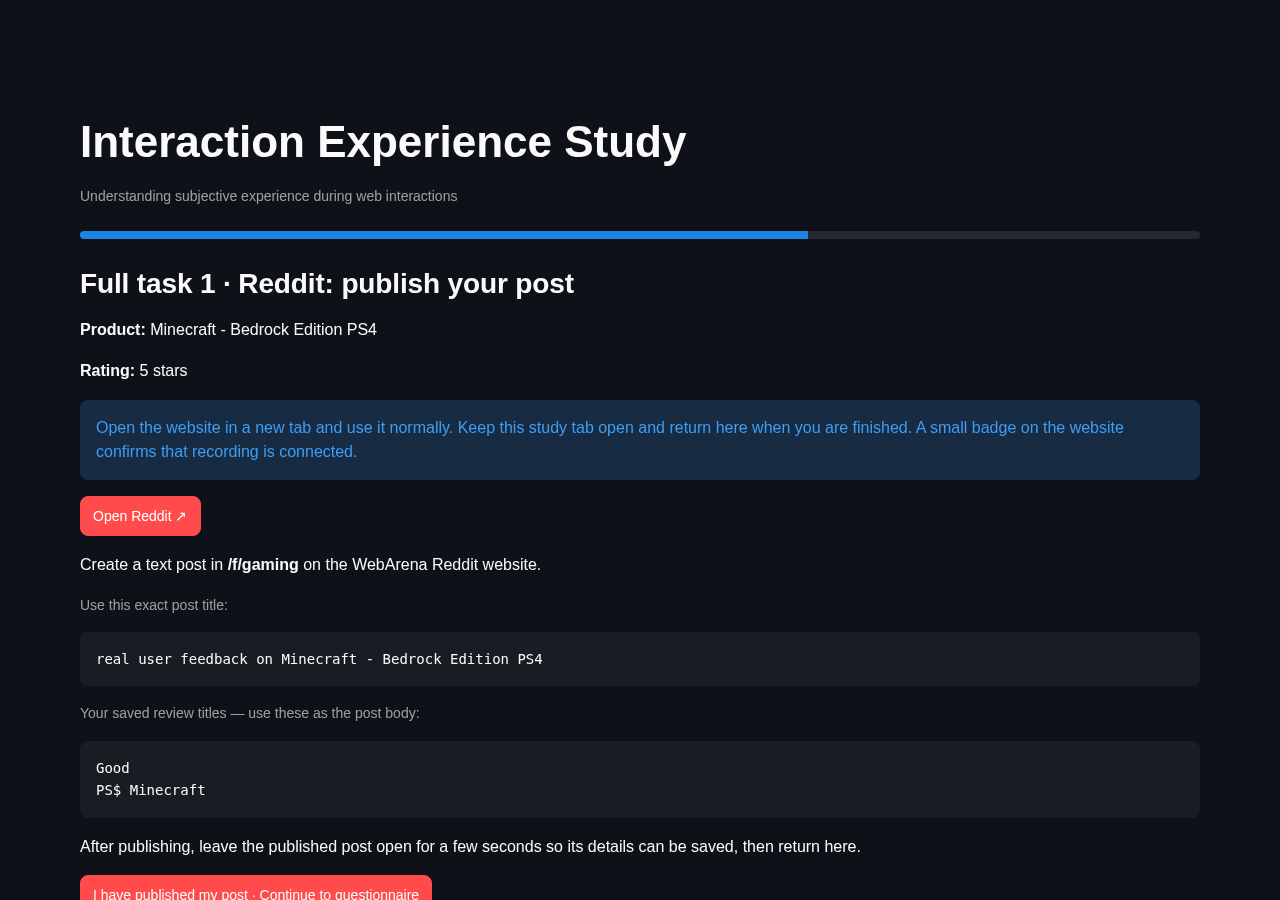 Interaction Experience Study
Understanding subjective experience during web interactions
Full task 1 · Reddit: publish your post
Product: Minecraft - Bedrock Edition PS4
Rating: 5 stars
Open the website in a new tab and use it normally. Keep this study tab open and return here when you are finished. A small badge on the website
confirms that recording is connected.
Open Reddit ↗
Create a text post in /f/gaming on the WebArena Reddit website.
Use this exact post title:
real user feedback on Minecraft - Bedrock Edition PS4
Your saved review titles — use these as the post body:
Good
PS$ Minecraft
After publishing, leave the published post open for a few seconds so its details can be saved, then return here.
I have published my post · Continue to questionnaire